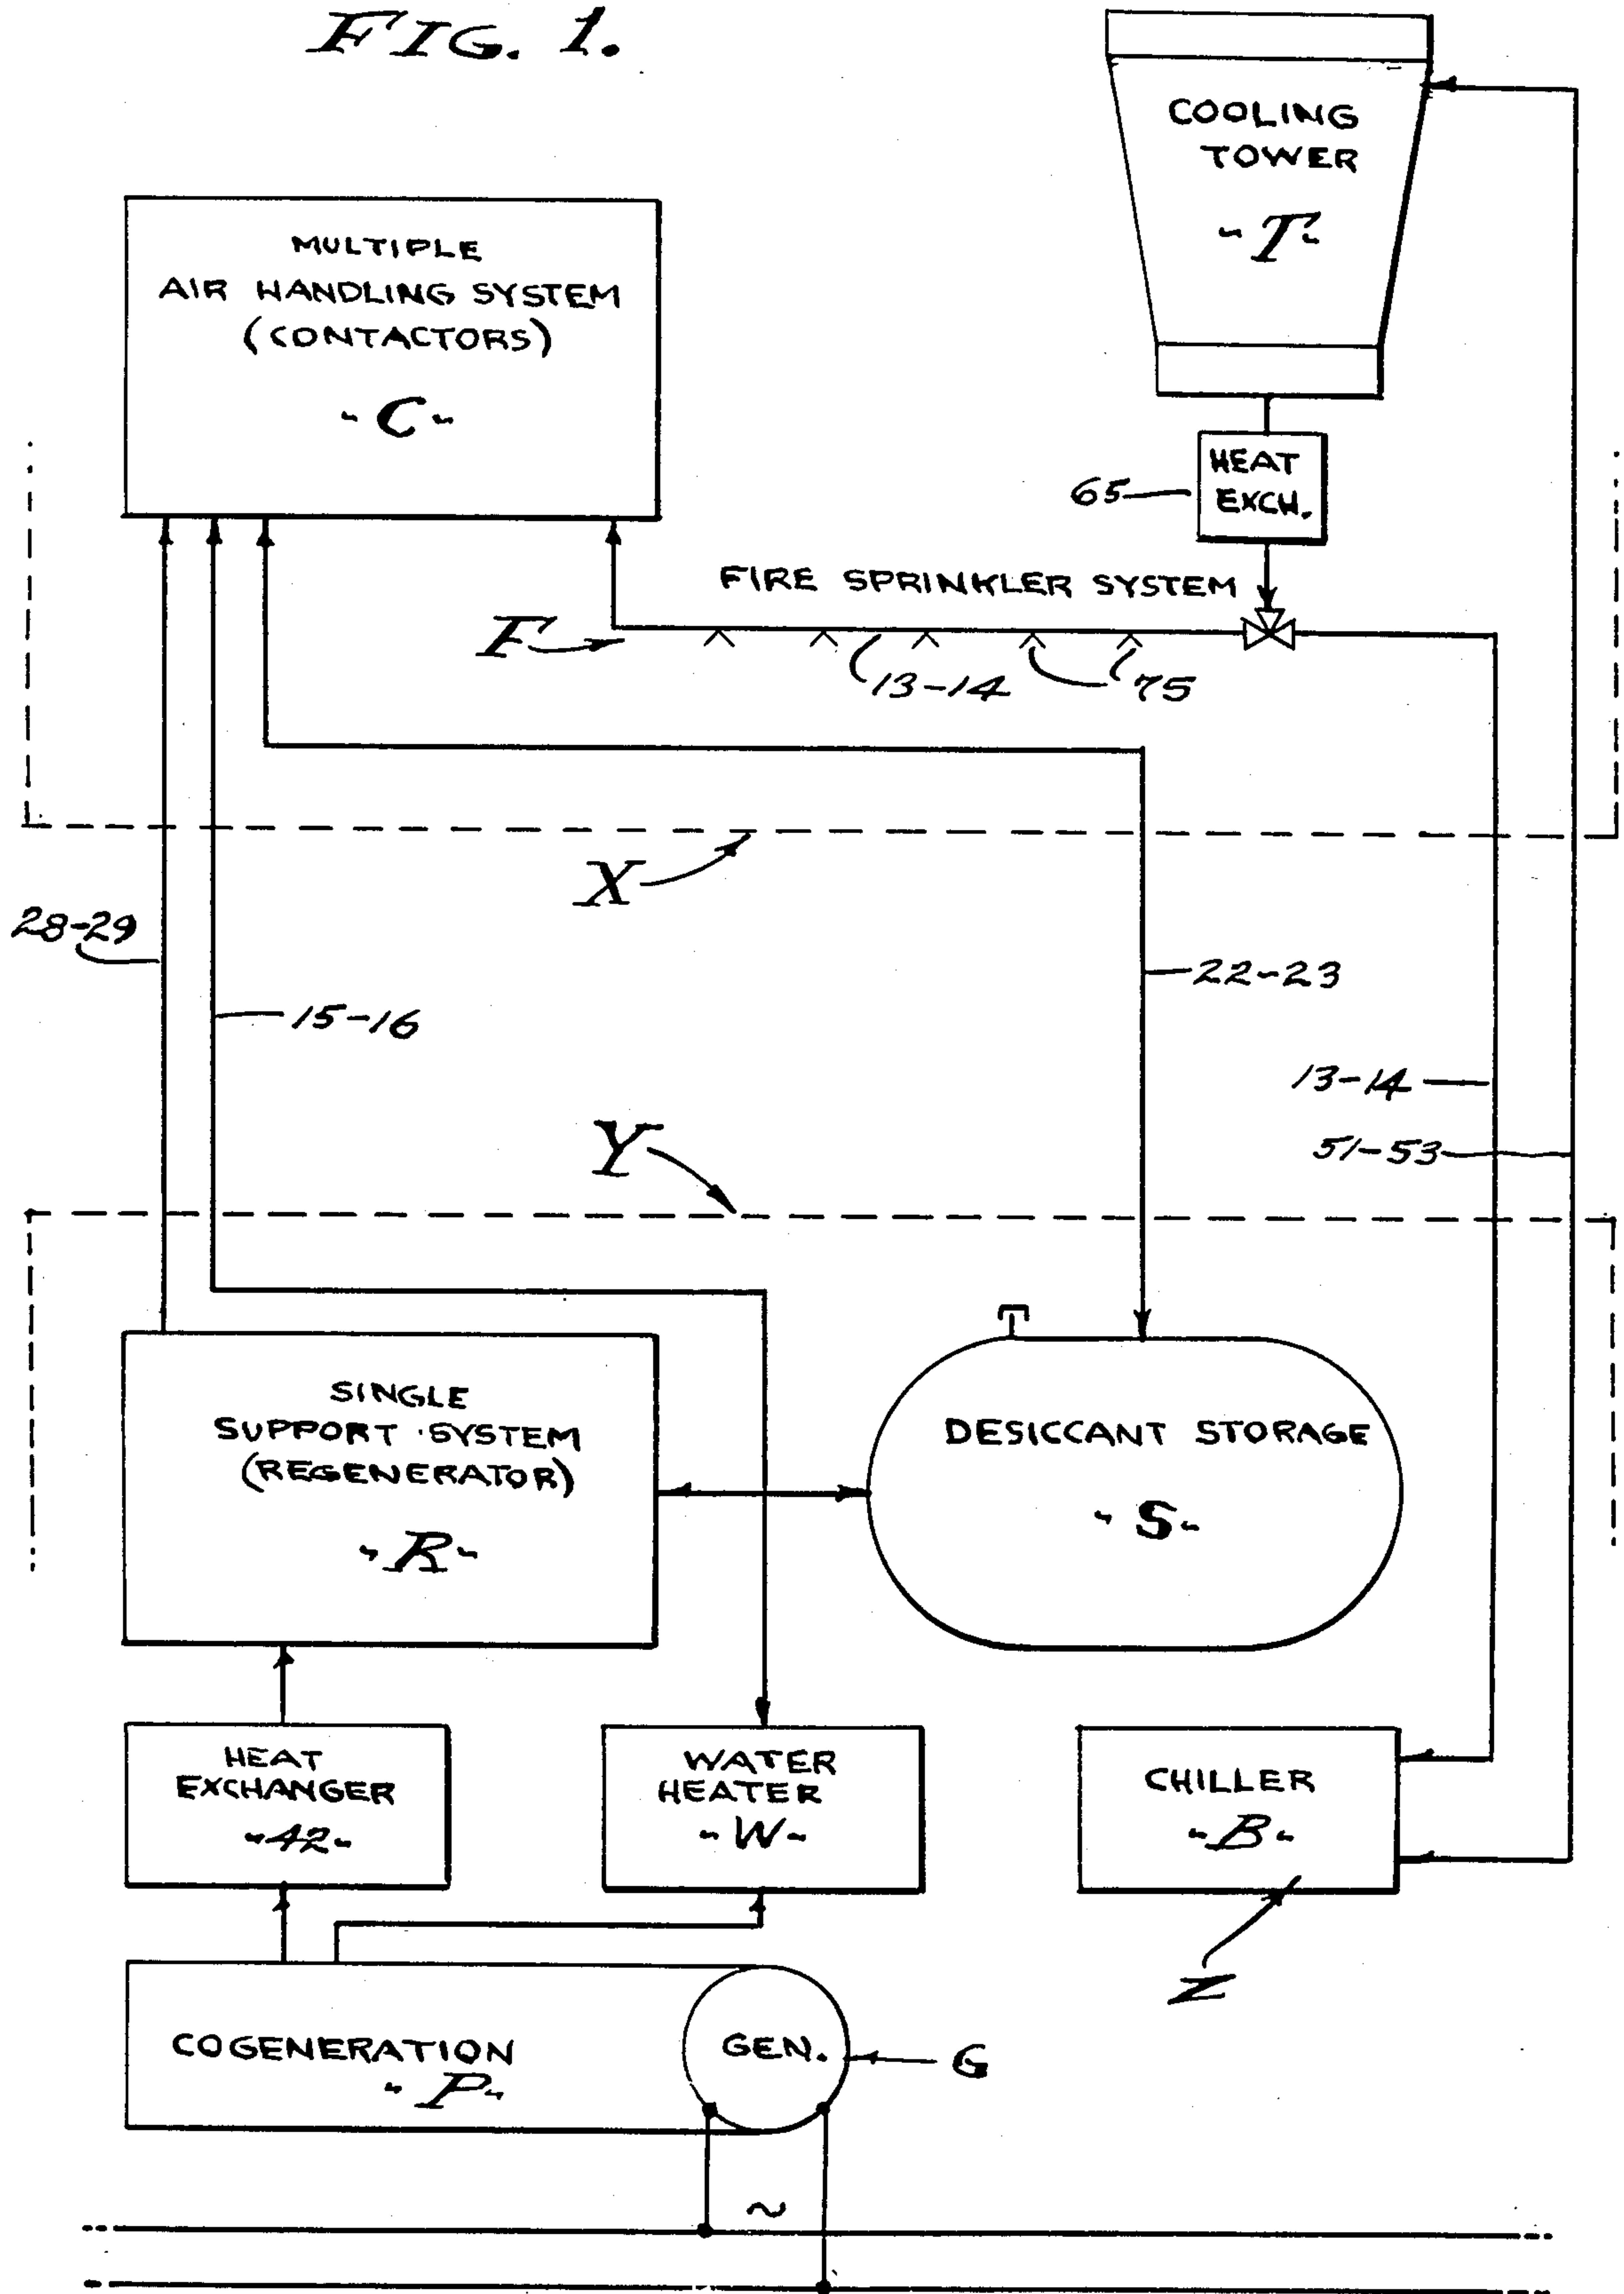 FIG. 1.
COOLING
TOWER
- T -
MULTIPLE
AIR HANDLING SYSTEM
(CONTACTORS)
- C -
HEAT
EXCH.
65
FIRE SPRINKLER SYSTEM
F
13-14
75
X
28-29
22-23
15-16
13-14
Y
51-53
SINGLE
SUPPORT SYSTEM
(REGENERATOR)
- R -
DESICCANT STORAGE
- S -
HEAT
EXCHANGER
- 42 -
WATER
HEATER
- W -
CHILLER
- B -
Z
COGENERATION
- P -
GEN.
G
~